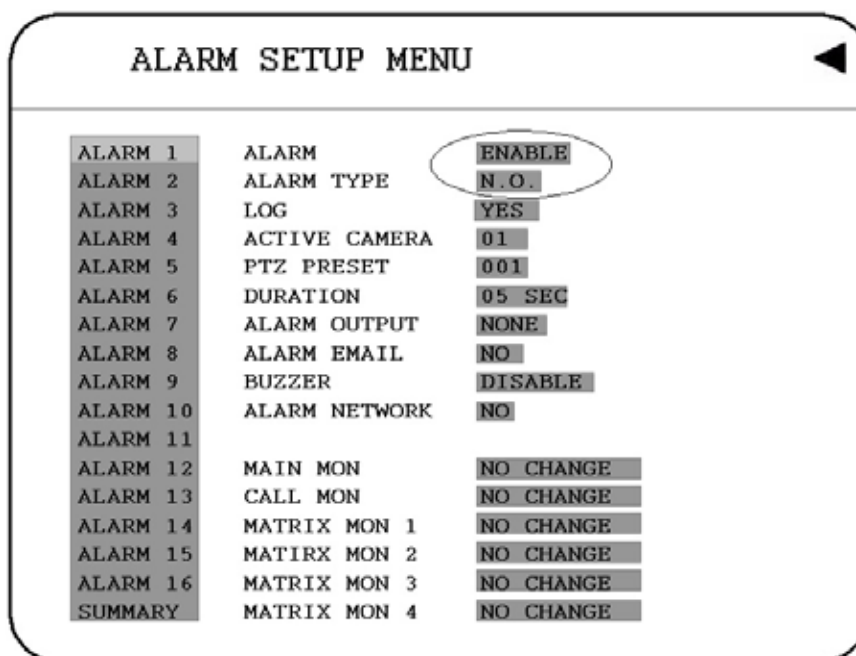 ALARM SETUP MENU
ALARM 1 ALARM ENABLE
ALARM 2 ALARM TYPE N.O.
ALARM 3 LOG YES
ALARM 4 ACTIVE CAMERA 01
ALARM 5 PTZ PRESET 001
ALARM 6 DURATION 05 SEC
ALARM 7 ALARM OUTPUT NONE
ALARM 8 ALARM EMAIL NO
ALARM 9 BUZZER DISABLE
ALARM 10 ALARM NETWORK NO
ALARM 11
ALARM 12 MAIN MON NO CHANGE
ALARM 13 CALL MON NO CHANGE
ALARM 14 MATRIX MON 1 NO CHANGE
ALARM 15 MATIRX MON 2 NO CHANGE
ALARM 16 MATRIX MON 3 NO CHANGE
SUMMARY MATRIX MON 4 NO CHANGE